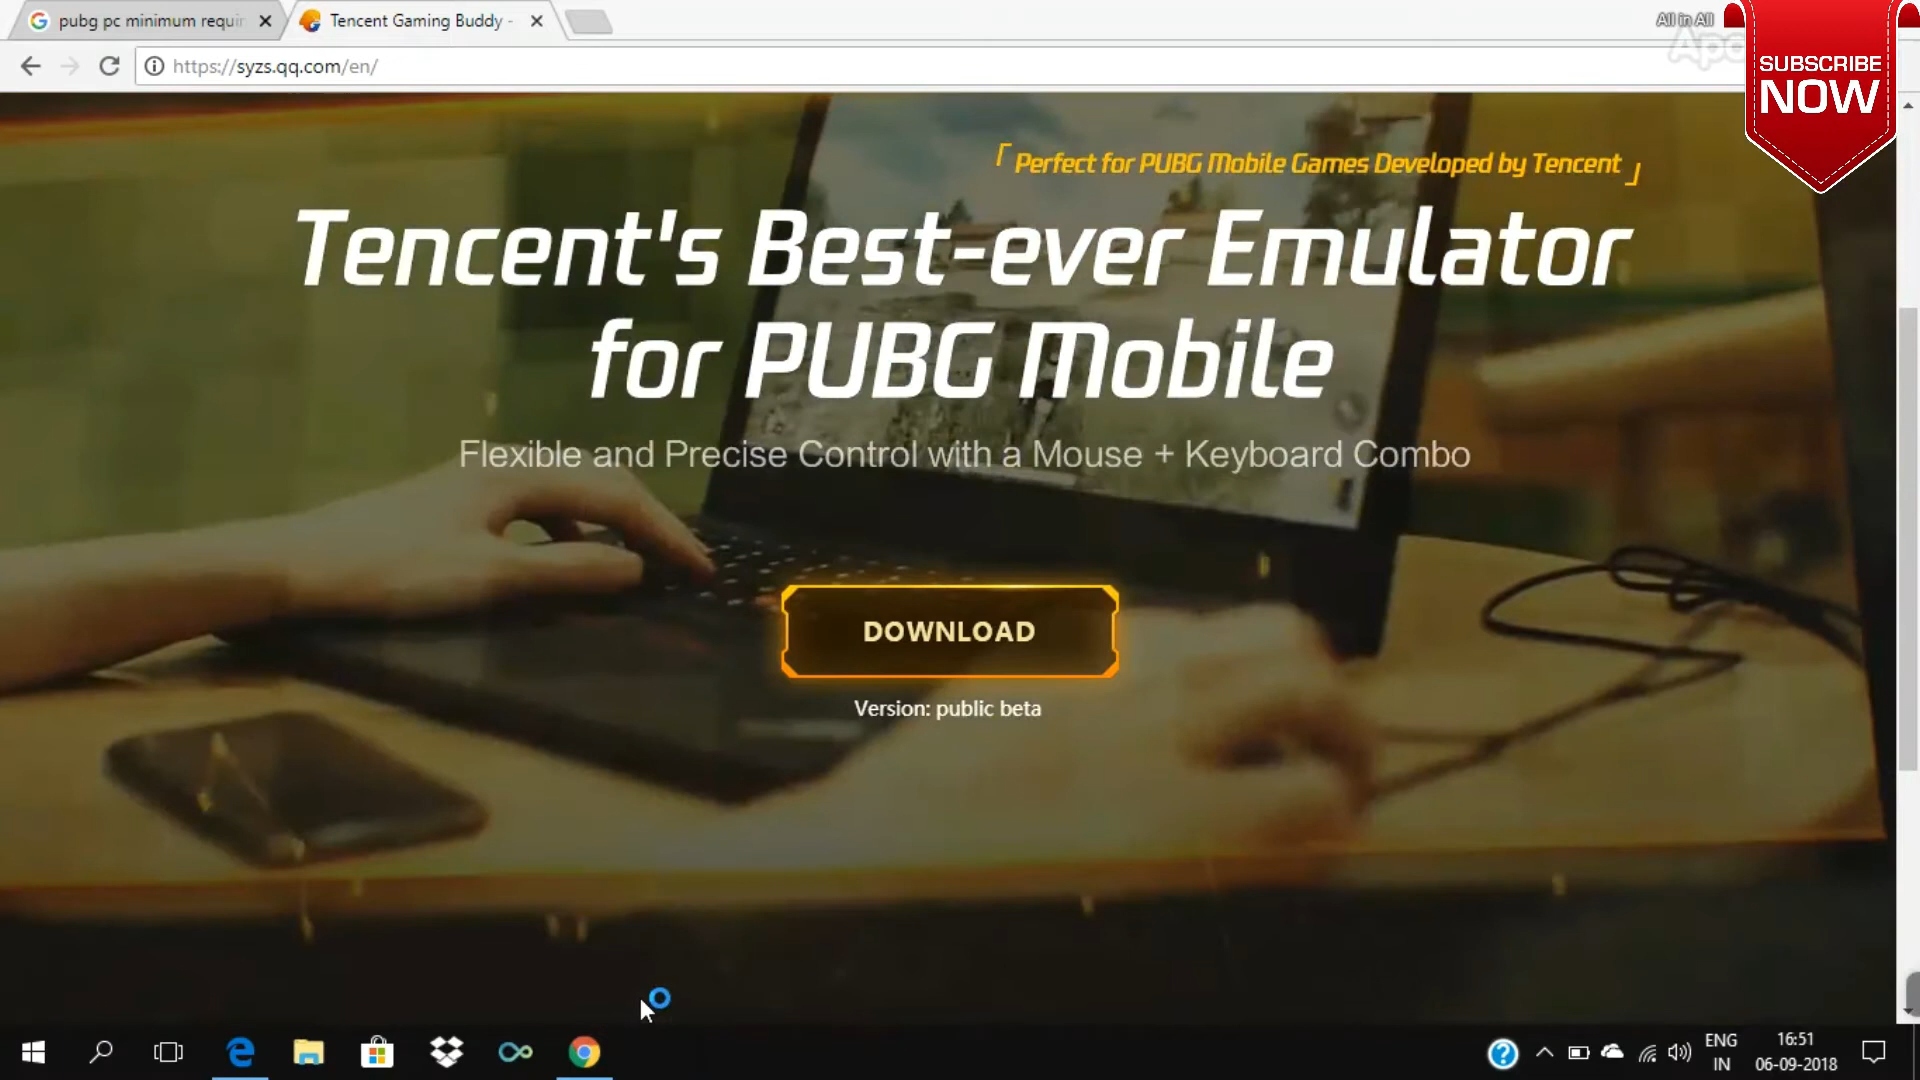 pubg pc minimum requi
Tencent Gaming Buddy -
All in All
SUBSCRIBE
NOW
https://syzs.qq.com/en/
「Perfect for PUBG Mobile Games Developed by Tencent」
Tencent's Best-ever Emulator
for PUBG Mobile
Flexible and Precise Control with a Mouse + Keyboard Combo
DOWNLOAD
Version: public beta
ENG
IN
16:51
06-09-2018